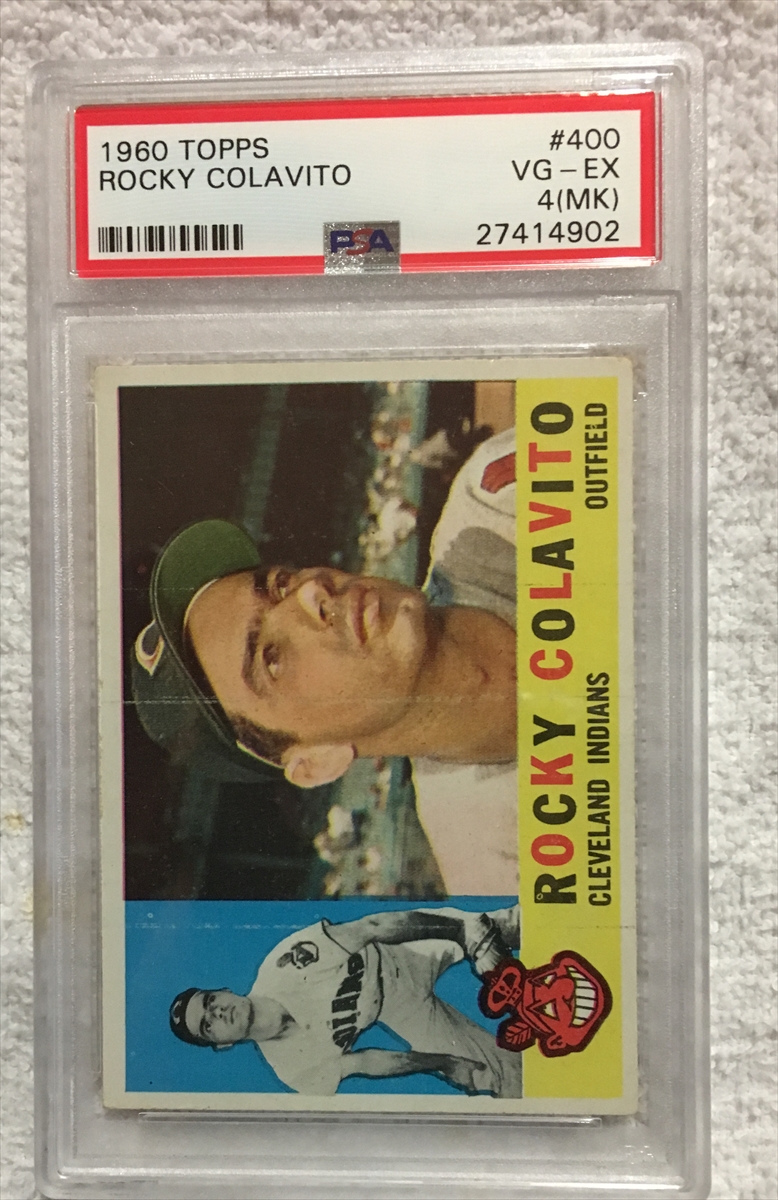 1960 TOPPS #400
ROCKY COLAVITO VG-EX
4(MK)
PSA 27414902
ROCKY COLAVITO
CLEVELAND INDIANS OUTFIELD